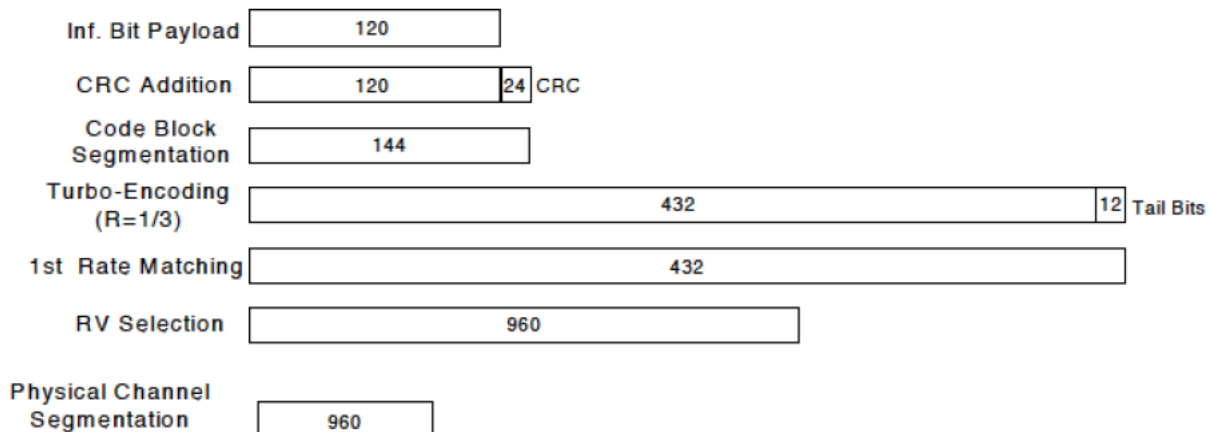 Inf. Bit Payload 120
CRC Addition 120 24 CRC
Code Block
Segmentation 144
Turbo-Encoding
(R=1/3) 432 12 Tail Bits
1st Rate Matching 432
RV Selection 960
Physical Channel
Segmentation 960